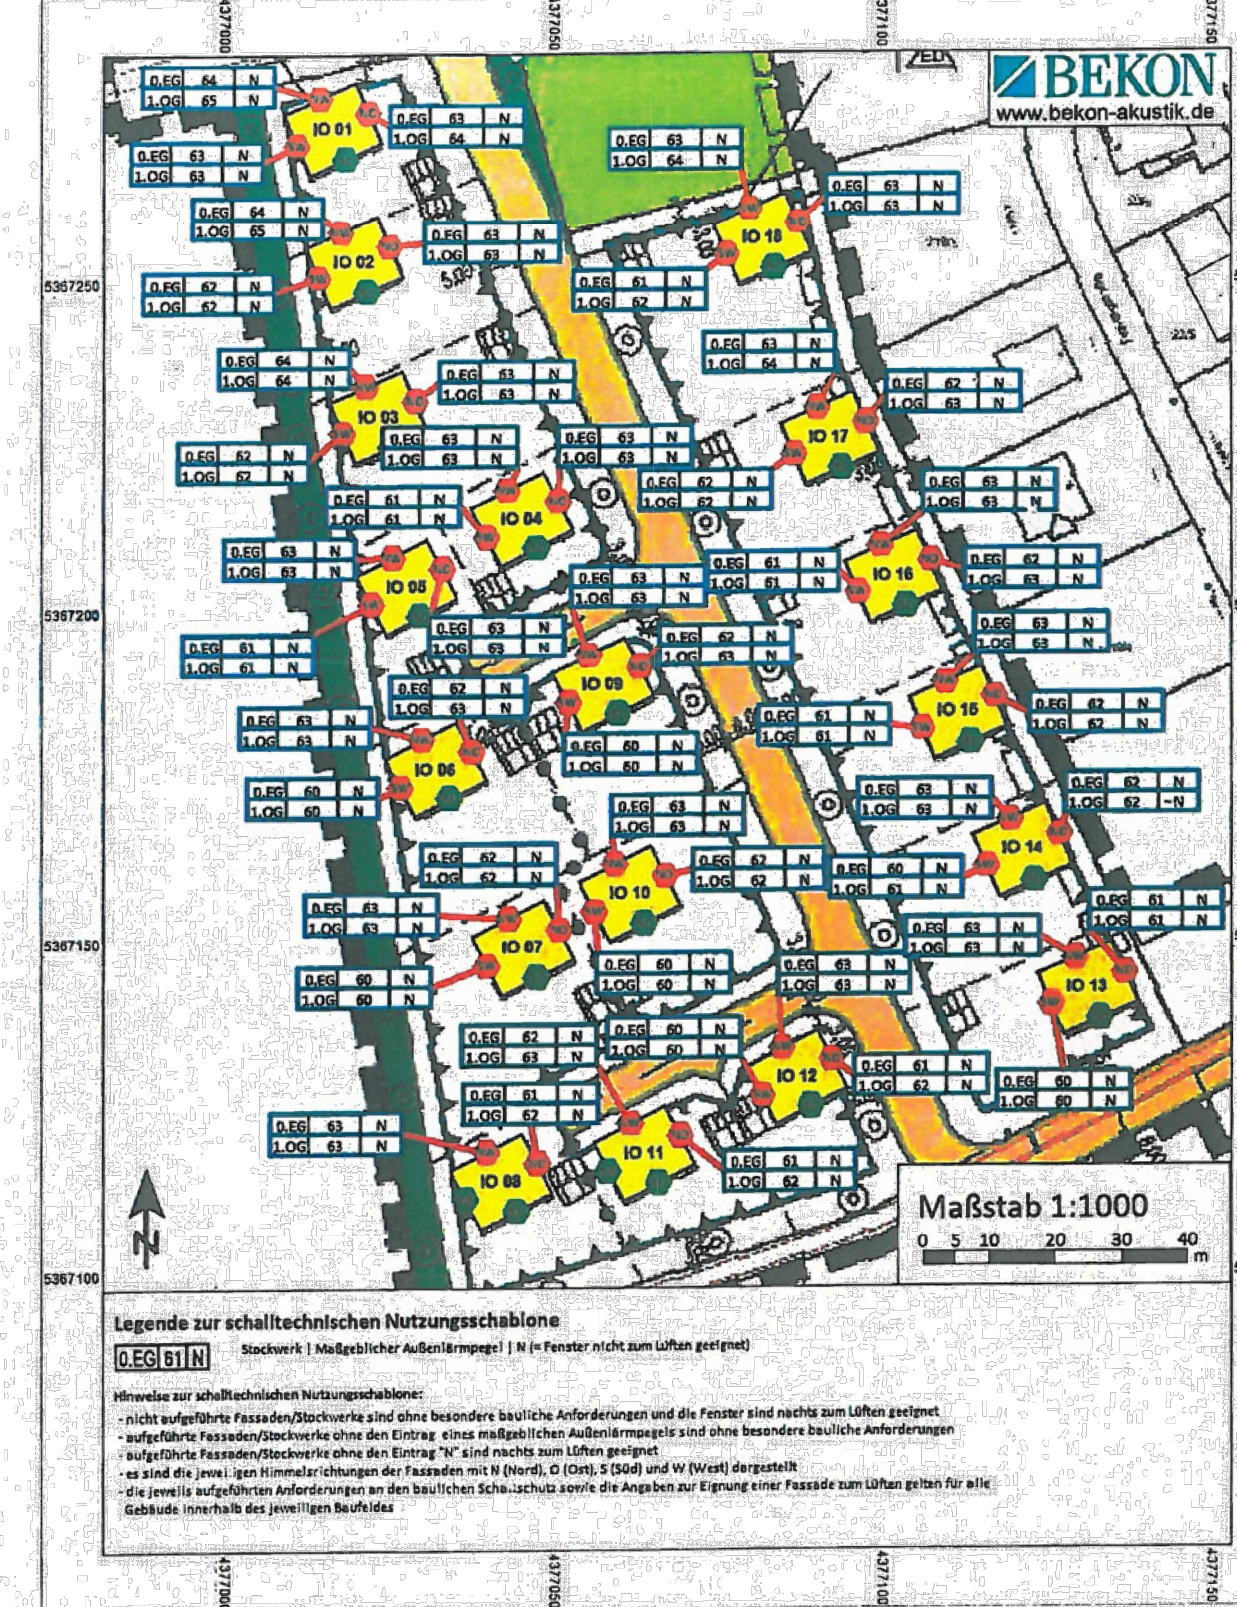 4377000
4377050
4377100
4377150
BEKON
www.bekon-akustik.de
0.EG 64 N
1.OG 65 N
IO 01
0.EG 63 N
1.OG 64 N
0.EG 63 N
1.OG 63 N
0.EG 63 N
1.OG 64 N
0.EG 63 N
1.OG 63 N
IO 18
0.EG 61 N
1.OG 62 N
0.EG 64 N
1.OG 65 N
IO 02
0.EG 63 N
1.OG 63 N
0.EG 62 N
1.OG 62 N
5367250
0.EG 64 N
1.OG 64 N
IO 03
0.EG 63 N
1.OG 63 N
0.EG 62 N
1.OG 62 N
0.EG 63 N
1.OG 64 N
0.EG 62 N
1.OG 63 N
IO 17
0.EG 62 N
1.OG 62 N
225
0.EG 63 N
1.OG 63 N
0.EG 63 N
1.OG 63 N
IO 04
0.EG 61 N
1.OG 61 N
0.EG 63 N
1.OG 63 N
0.EG 62 N
1.OG 63 N
IO 16
0.EG 61 N
1.OG 61 N
0.EG 63 N
1.OG 63 N
IO 05
0.EG 63 N
1.OG 63 N
0.EG 61 N
1.OG 61 N
5367200
0.EG 63 N
1.OG 63 N
0.EG 62 N
1.OG 63 N
IO 09
0.EG 60 N
1.OG 60 N
0.EG 63 N
1.OG 63 N
0.EG 62 N
1.OG 62 N
IO 15
0.EG 61 N
1.OG 61 N
0.EG 62 N
1.OG 63 N
0.EG 63 N
1.OG 63 N
IO 06
0.EG 60 N
1.OG 60 N
0.EG 63 N
1.OG 63 N
0.EG 62 N
1.OG 62 N
IO 10
0.EG 60 N
1.OG 60 N
0.EG 63 N
1.OG 63 N
0.EG 62 N
1.OG 62 N
IO 14
0.EG 60 N
1.OG 61 N
0.EG 62 N
1.OG 62 N
0.EG 63 N
1.OG 63 N
IO 07
0.EG 60 N
1.OG 60 N
5367150
0.EG 61 N
1.OG 61 N
0.EG 63 N
1.OG 63 N
IO 13
0.EG 60 N
1.OG 60 N
0.EG 63 N
1.OG 63 N
0.EG 60 N
1.OG 60 N
IO 12
0.EG 61 N
1.OG 62 N
0.EG 62 N
1.OG 63 N
IO 11
0.EG 61 N
1.OG 62 N
0.EG 61 N
1.OG 62 N
0.EG 63 N
1.OG 63 N
IO 08
5367100
N
Maßstab 1:1000
0 5 10 20 30 40
m
Legende zur schalltechnischen Nutzungsschablone
0.EG 61 N
Stockwerk | Maßgeblicher Außenlärmpegel | N (= Fenster nicht zum Lüften geeignet)
Hinweise zur schalltechnischen Nutzungsschablone:
- nicht aufgeführte Fassaden/Stockwerke sind ohne besondere bauliche Anforderungen und die Fenster sind nachts zum Lüften geeignet
- aufgeführte Fassaden/Stockwerke ohne den Eintrag eines maßgeblichen Außenlärmpegels sind ohne besondere bauliche Anforderungen
- aufgeführte Fassaden/Stockwerke ohne den Eintrag "N" sind nachts zum Lüften geeignet
- es sind die jeweiligen Himmelsrichtungen der Fassaden mit N (Nord), O (Ost), S (Süd) und W (West) dargestellt
- die jeweils aufgeführten Anforderungen an den baulichen Schallschutz sowie die Angaben zur Eignung einer Fassade zum Lüften gelten für alle
Gebäude innerhalb des jeweiligen Baufeldes
4377000
4377050
4377100
4377150